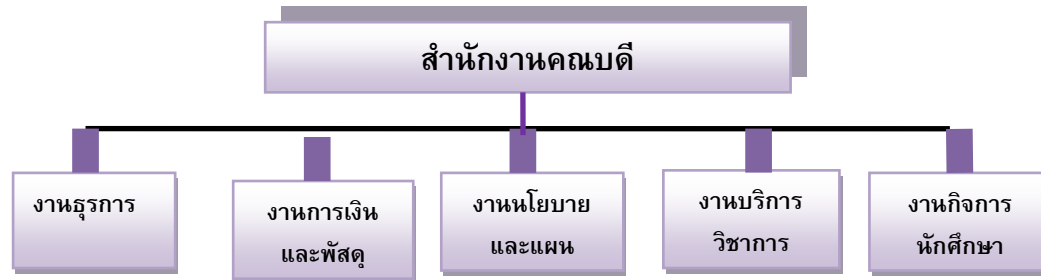 สำนักงานคณบดี
งานธุรการ
งานการเงิน
และพัสดุ
งานนโยบาย
และแผน
งานบริการ
วิชาการ
งานกิจการ
นักศึกษา